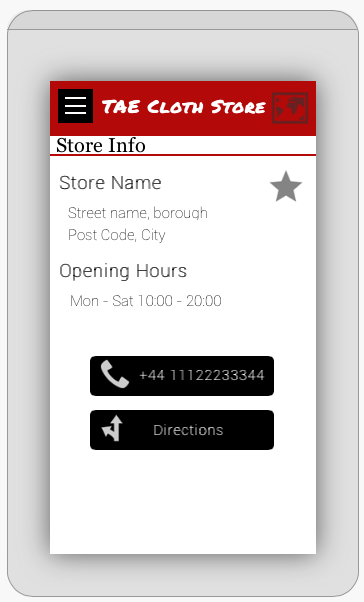 TAE Cloth Store
Store Info
Store Name
Street name, borough
Post Code, City
Opening Hours
Mon - Sat 10:00 - 20:00
+44 11122233344
Directions